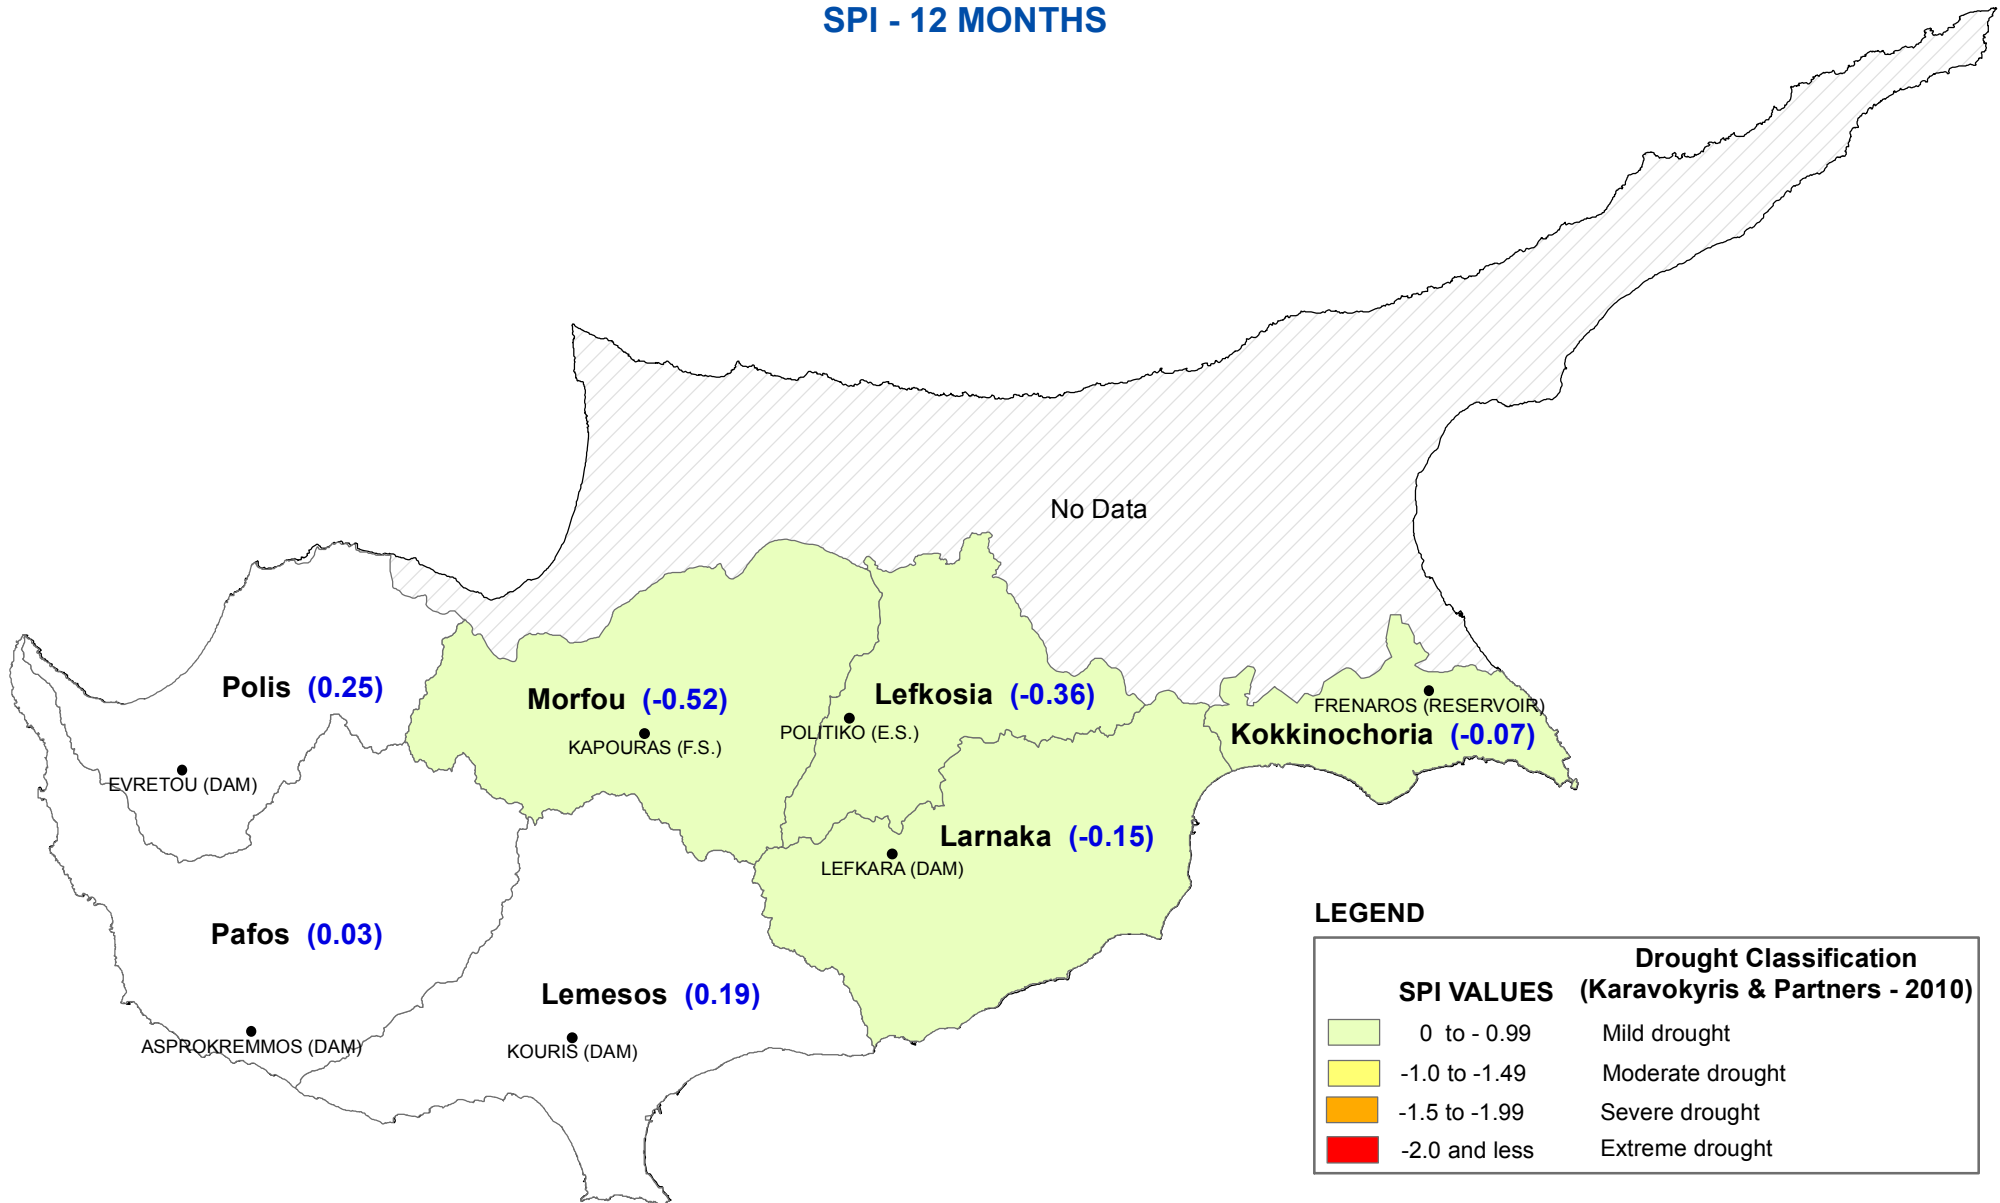 SPI - 12 MONTHS
No Data
Polis (0.25)
EVRETOU (DAM)
Morfou (-0.52)
KAPOURAS (F.S.)
Lefkosia (-0.36)
POLITIKO (E.S.)
FRENAROS (RESERVOIR)
Kokkinochoria (-0.07)
Larnaka (-0.15)
LEFKARA (DAM)
Pafos (0.03)
ASPROKREMMOS (DAM)
Lemesos (0.19)
KOURIS (DAM)
LEGEND
SPI VALUES
Drought Classification
(Karavokyris & Partners - 2010)
0 to - 0.99 Mild drought
-1.0 to -1.49 Moderate drought
-1.5 to -1.99 Severe drought
-2.0 and less Extreme drought